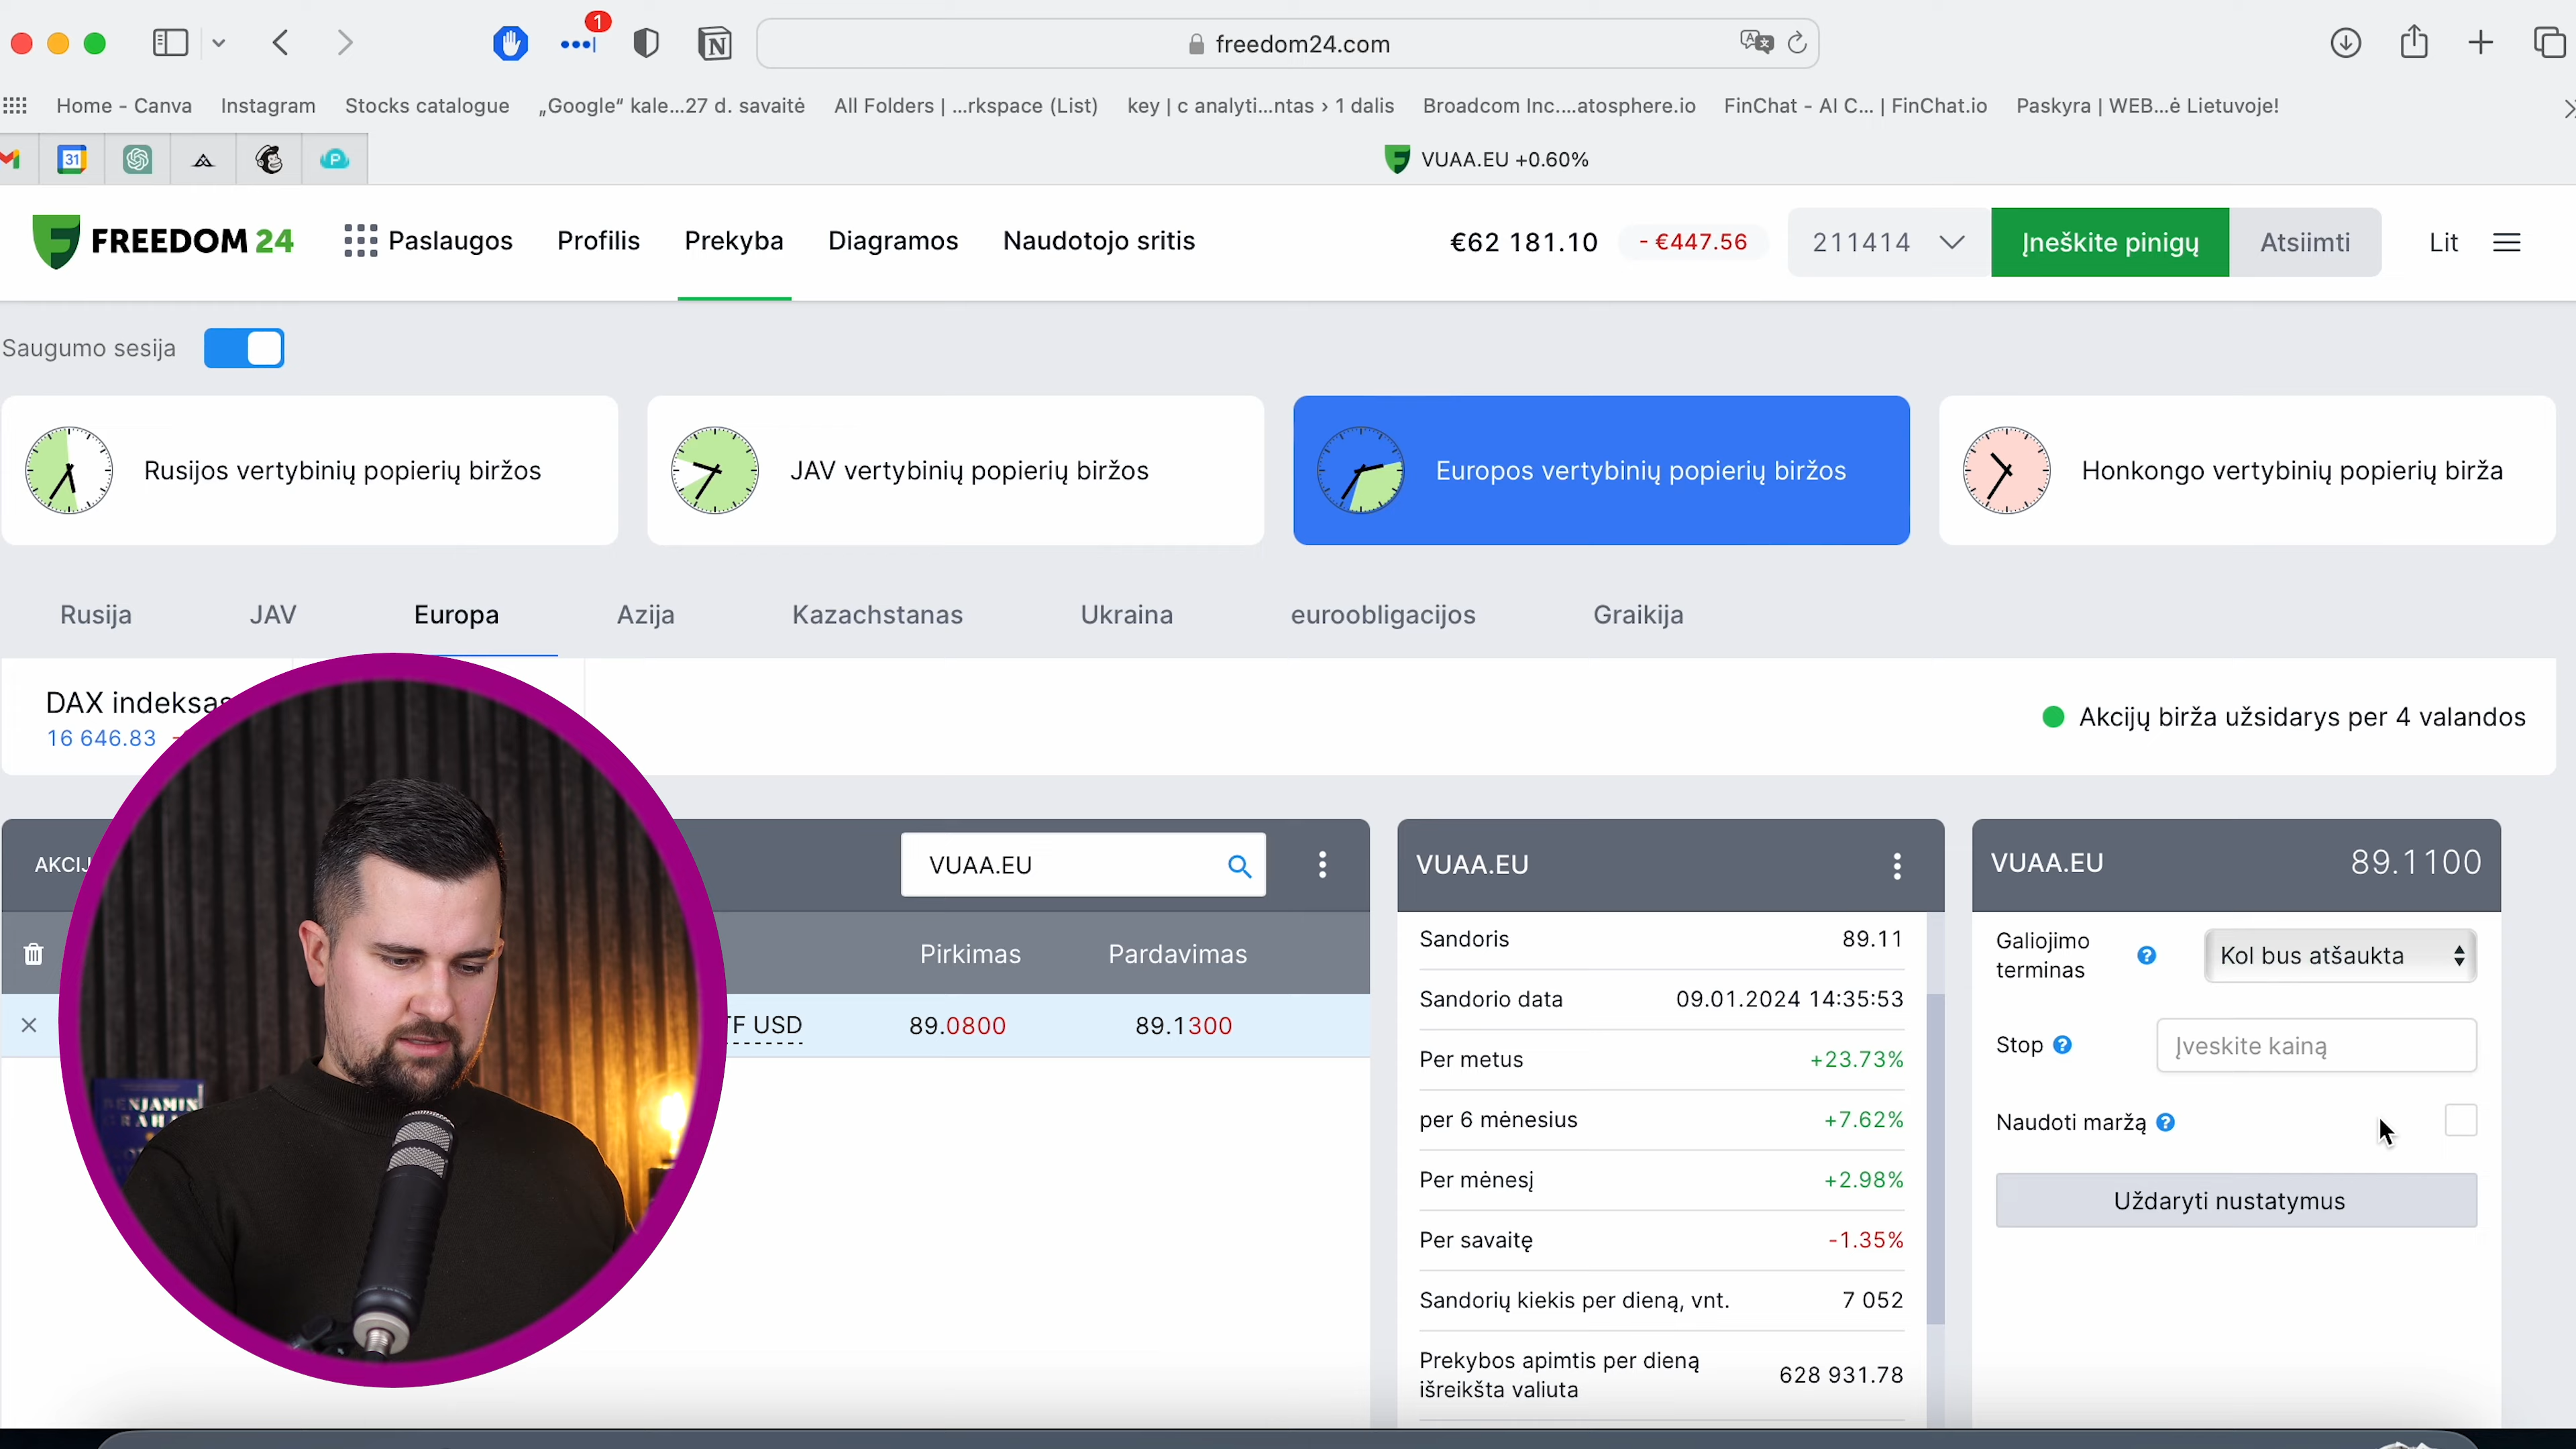 1
freedom24.com
Home - Canva Instagram Stocks catalogue „Google“ kale...27 d. savaitė All Folders | ...rkspace (List) key | c analyti...ntas › 1 dalis Broadcom Inc....atosphere.io FinChat - AI C... | FinChat.io Paskyra | WEB...ė Lietuvoje!
31 VUAA.EU +0.60%
FREEDOM 24 Paslaugos Profilis Prekyba Diagramos Naudotojo sritis €62 181.10 - €447.56 211414 Įneškite pinigų Atsiimti Lit
Saugumo sesija
Rusijos vertybinių popierių biržos JAV vertybinių popierių biržos Europos vertybinių popierių biržos Honkongo vertybinių popierių birža
Rusija JAV Europa Azija Kazachstanas Ukraina euroobligacijos Graikija
DAX indeksas
16 646.83
Akcijų birža užsidarys per 4 valandos
VUAA.EU VUAA.EU VUAA.EU 89.1100
Pirkimas Pardavimas
USD 89.0800 89.1300
Sandoris 89.11
Sandorio data 09.01.2024 14:35:53
Per metus +23.73%
per 6 mėnesius +7.62%
Per mėnesį +2.98%
Per savaitę -1.35%
Sandorių kiekis per dieną, vnt. 7 052
Prekybos apimtis per dieną
išreikšta valiuta 628 931.78
Galiojimo
terminas Kol bus atšaukta
Stop Įveskite kainą
Naudoti maržą
Uždaryti nustatymus
BENJAMIN